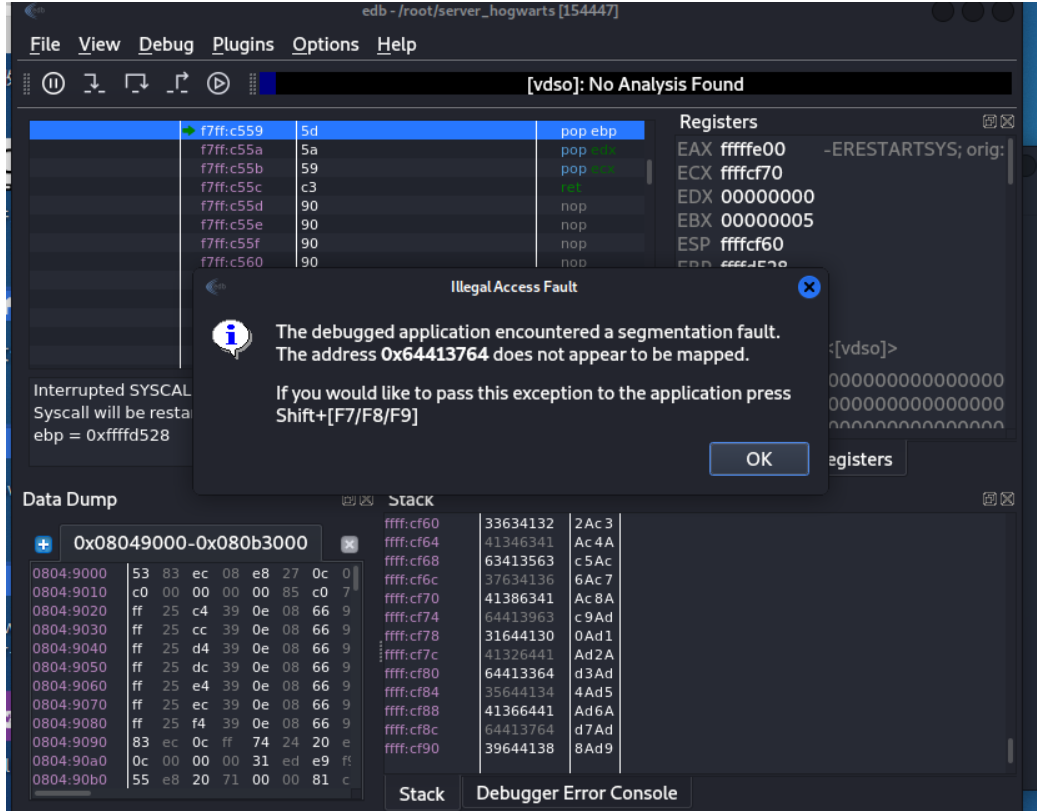 edb - /root/server_hogwarts [154447]
File View Debug Plugins Options Help
[vdso]: No Analysis Found
f7ff:c559 5d pop ebp
f7ff:c55a 5a pop edx
f7ff:c55b 59 pop ecx
f7ff:c55c c3 ret
f7ff:c55d 90 nop
f7ff:c55e 90 nop
f7ff:c55f 90 nop
f7ff:c560 90 nop
Registers
EAX fffffe00 -ERESTARTSYS; orig:
ECX ffffcf70
EDX 00000000
EBX 00000005
ESP ffffcf60
EBP ffffd528
Illegal Access Fault
The debugged application encountered a segmentation fault.
The address 0x64413764 does not appear to be mapped.
If you would like to pass this exception to the application press
Shift+[F7/F8/F9]
OK
<[vdso]>
000000000000000
000000000000000
000000000000000
egisters
Interrupted SYSCAL
Syscall will be resta
ebp = 0xffffd528
Data Dump
0x08049000-0x080b3000
0804:9000 53 83 ec 08 e8 27 0c 0
0804:9010 c0 00 00 00 00 85 c0 7
0804:9020 ff 25 c4 39 0e 08 66 9
0804:9030 ff 25 cc 39 0e 08 66 9
0804:9040 ff 25 d4 39 0e 08 66 9
0804:9050 ff 25 dc 39 0e 08 66 9
0804:9060 ff 25 e4 39 0e 08 66 9
0804:9070 ff 25 ec 39 0e 08 66 9
0804:9080 ff 25 f4 39 0e 08 66 9
0804:9090 83 ec 0c ff 74 24 20 e
0804:90a0 0c 00 00 00 31 ed e9 f
0804:90b0 55 e8 20 71 00 00 81 c
Stack
ffff:cf60 33634132 2Ac3
ffff:cf64 41346341 Ac4A
ffff:cf68 63413563 c5Ac
ffff:cf6c 37634136 6Ac7
ffff:cf70 41386341 Ac8A
ffff:cf74 64413963 c9Ad
ffff:cf78 31644130 0Ad1
ffff:cf7c 41326441 Ad2A
ffff:cf80 64413364 d3Ad
ffff:cf84 35644134 4Ad5
ffff:cf88 41366441 Ad6A
ffff:cf8c 64413764 d7Ad
ffff:cf90 39644138 8Ad9
Stack Debugger Error Console